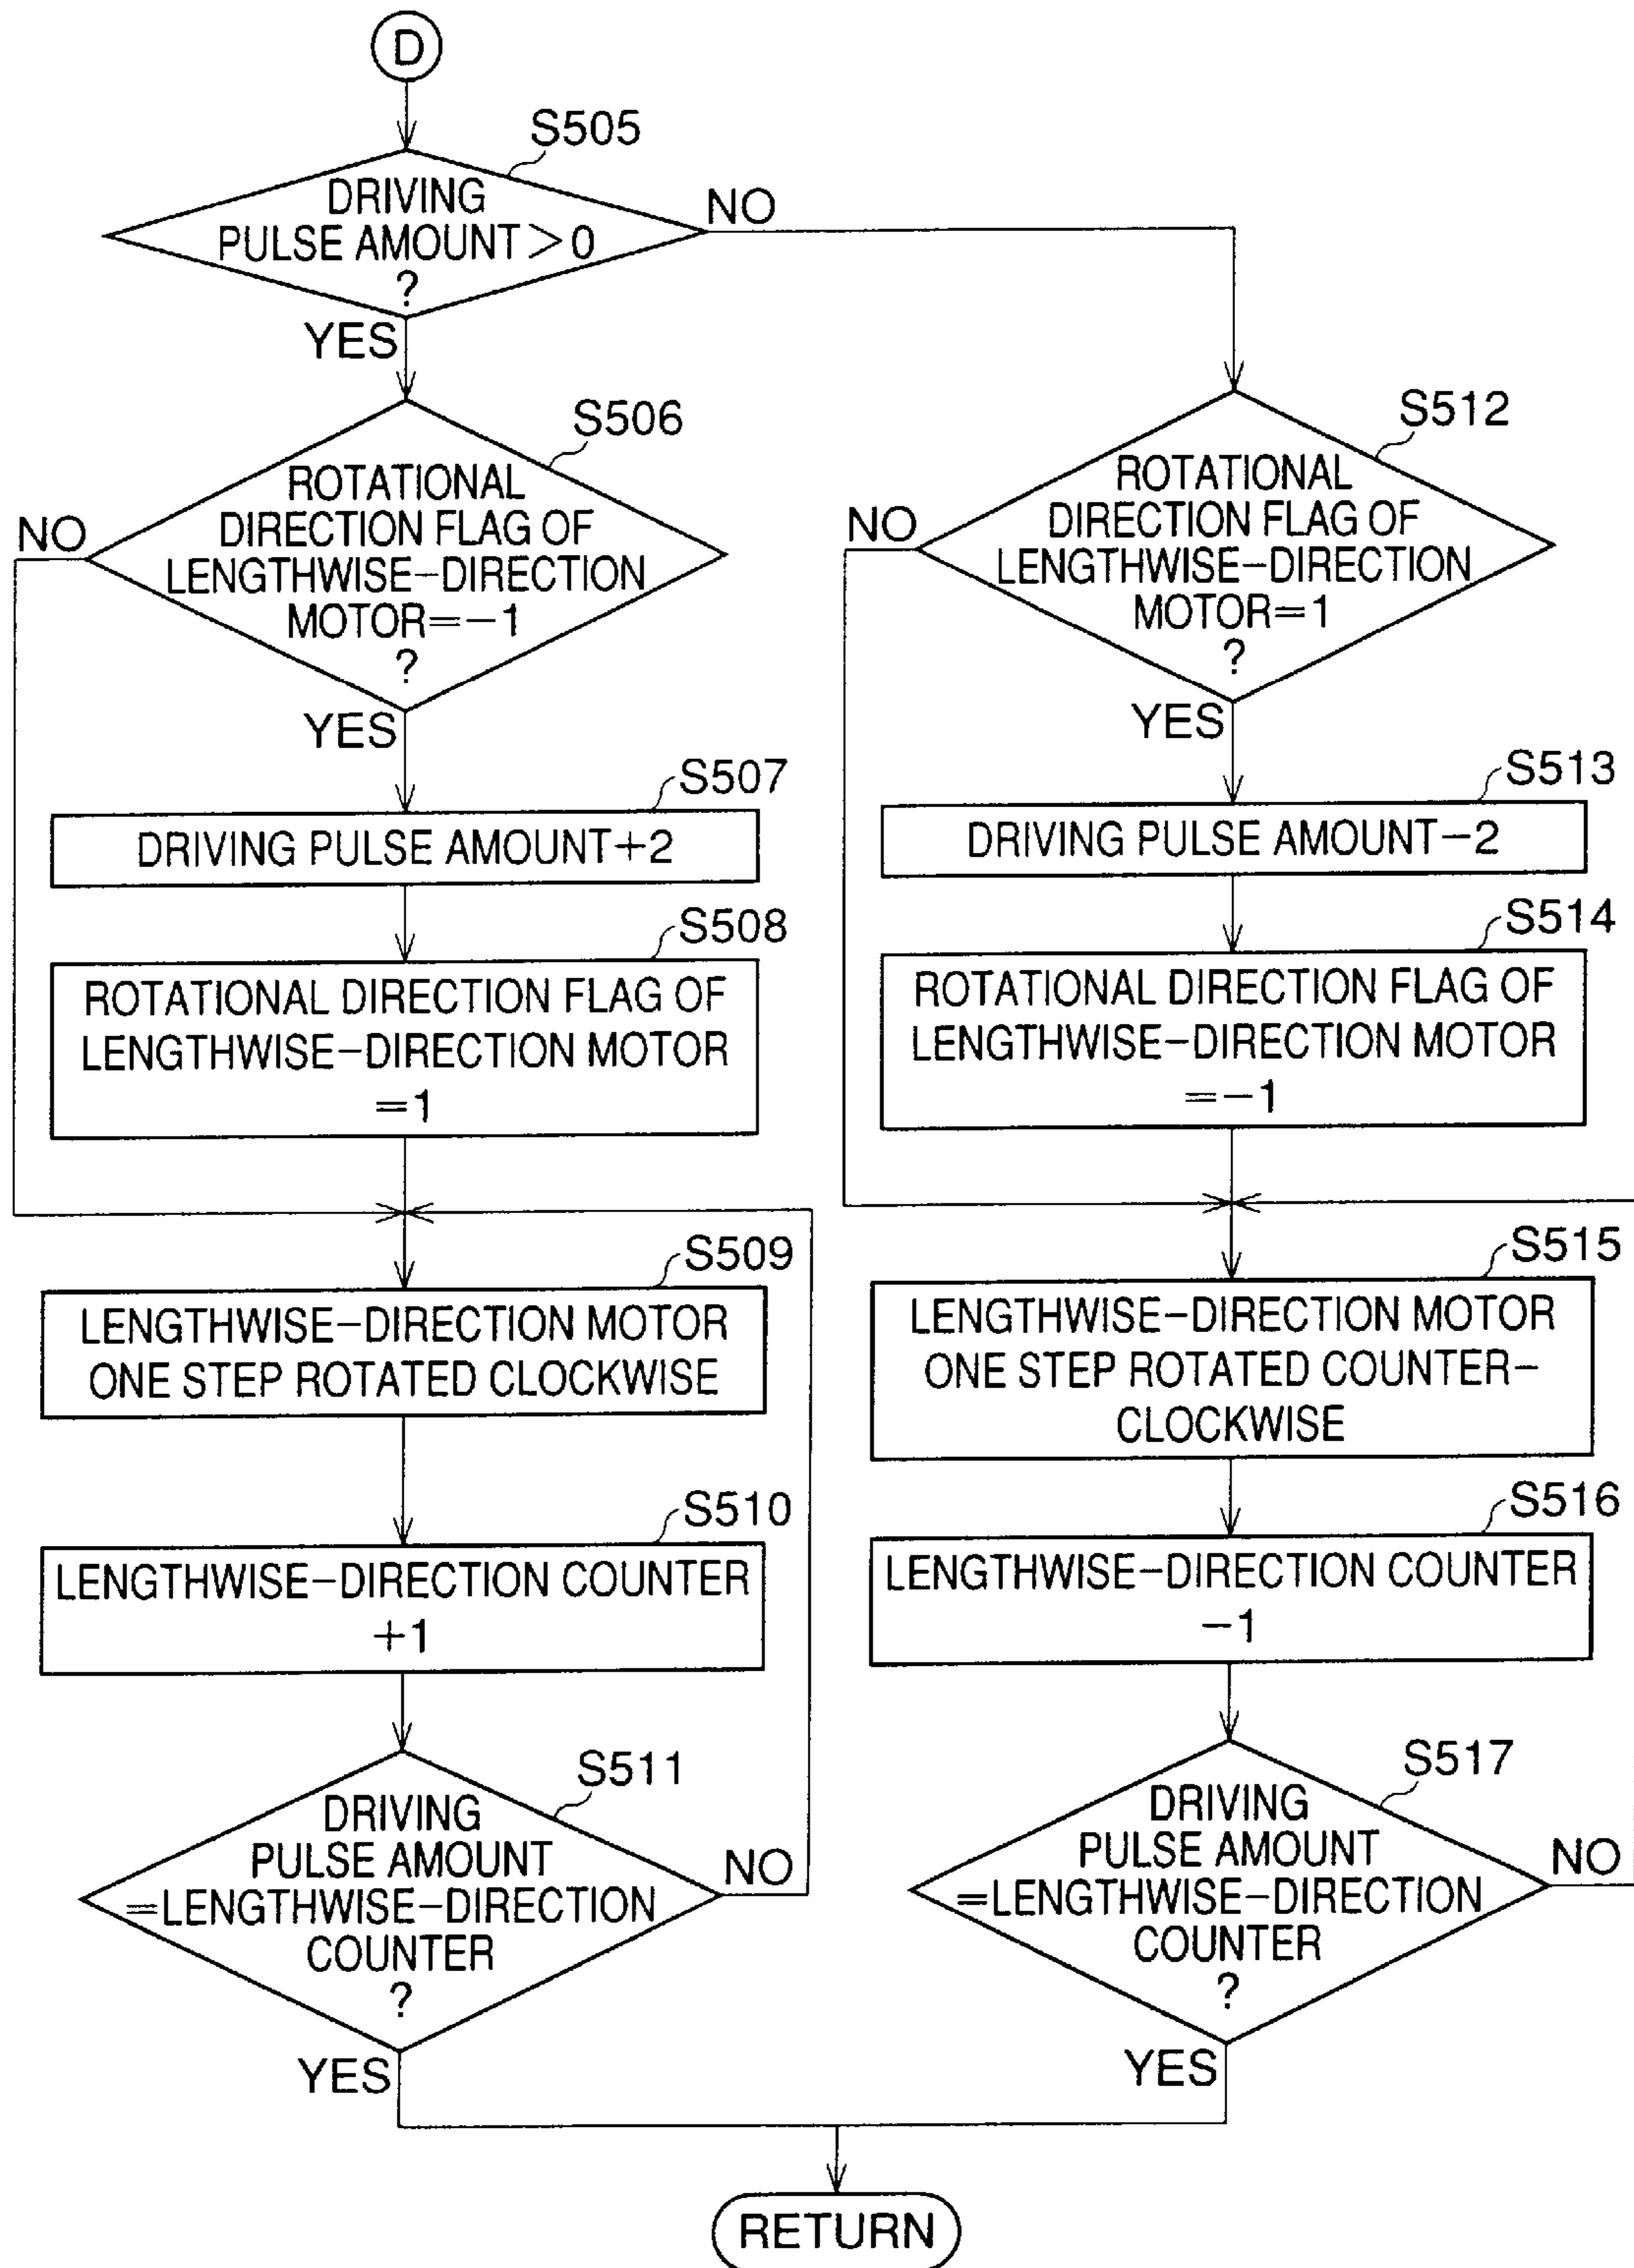 D
S505
DRIVING
PULSE AMOUNT>0
?
NO
YES
S506
ROTATIONAL
DIRECTION FLAG OF
LENGTHWISE-DIRECTION
MOTOR=-1
?
NO
YES
S507
DRIVING PULSE AMOUNT+2
S508
ROTATIONAL DIRECTION FLAG OF
LENGTHWISE-DIRECTION MOTOR
=1
S509
LENGTHWISE-DIRECTION MOTOR
ONE STEP ROTATED CLOCKWISE
S510
LENGTHWISE-DIRECTION COUNTER
+1
S511
DRIVING
PULSE AMOUNT
=LENGTHWISE-DIRECTION
COUNTER
?
NO
YES
S512
ROTATIONAL
DIRECTION FLAG OF
LENGTHWISE-DIRECTION
MOTOR=1
?
NO
YES
S513
DRIVING PULSE AMOUNT-2
S514
ROTATIONAL DIRECTION FLAG OF
LENGTHWISE-DIRECTION MOTOR
=-1
S515
LENGTHWISE-DIRECTION MOTOR
ONE STEP ROTATED COUNTER-
CLOCKWISE
S516
LENGTHWISE-DIRECTION COUNTER
-1
S517
DRIVING
PULSE AMOUNT
=LENGTHWISE-DIRECTION
COUNTER
?
NO
YES
RETURN